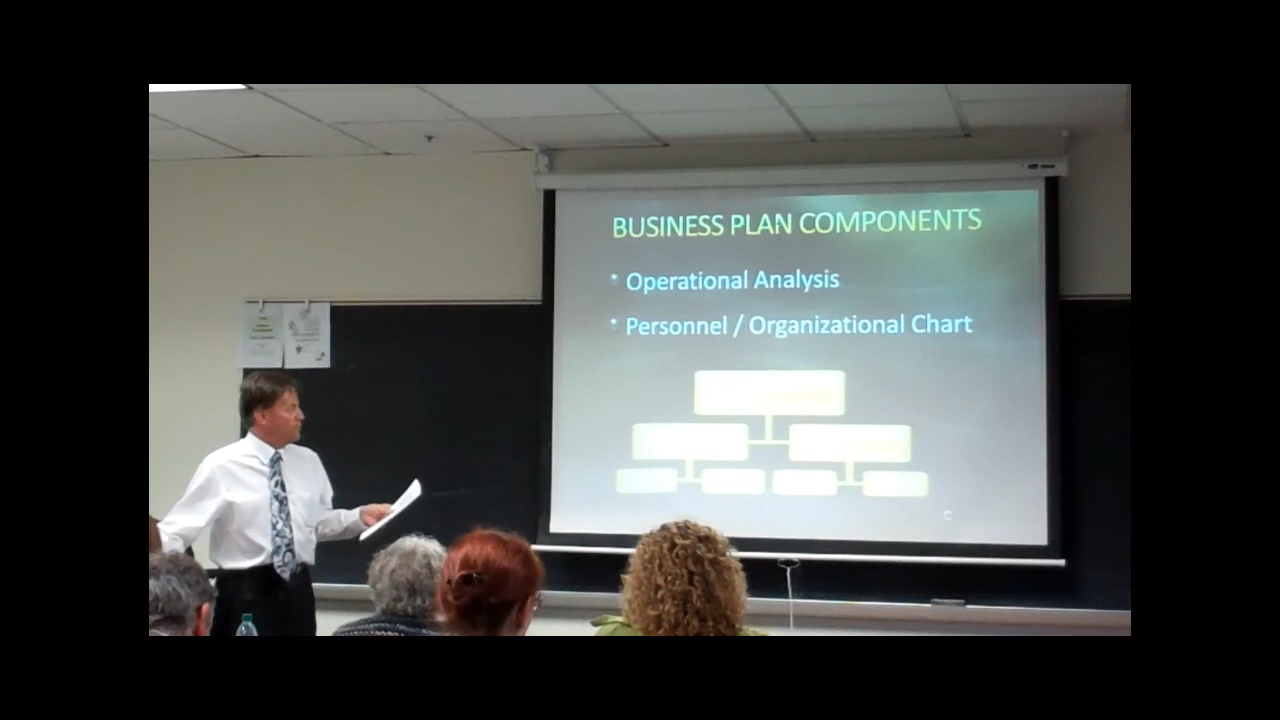 BUSINESS PLAN COMPONENTS
Operational Analysis
Personnel / Organizational Chart